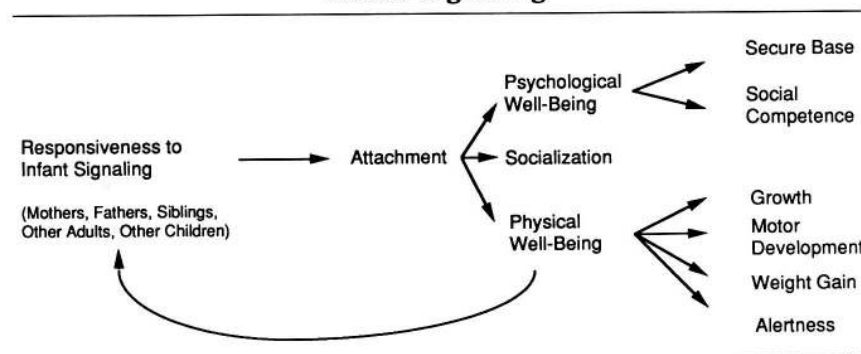 Secure Base
Psychological
Well-Being
Social
Competence
Responsiveness to
Infant Signaling
Attachment
Socialization
(Mothers, Fathers, Siblings,
Other Adults, Other Children)
Physical
Well-Being
Growth
Motor
Development
Weight Gain
Alertness